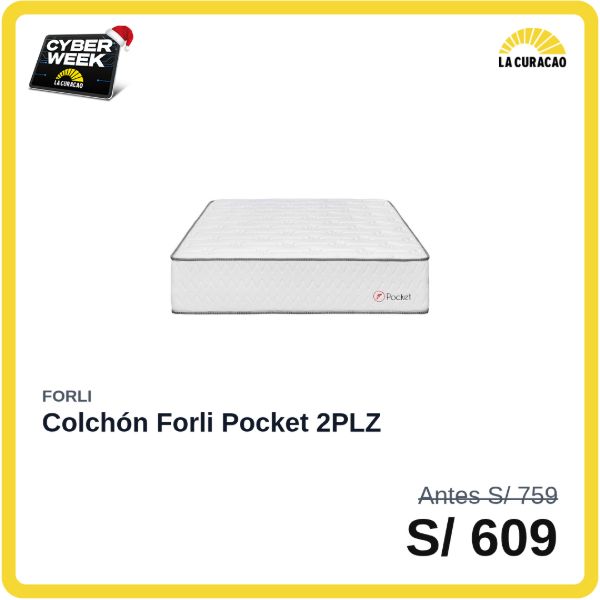 CYBER
WEEK
LA CURACAO
LA CURACAO
Pocket
FORLI
Colchón Forli Pocket 2PLZ
Antes S/ 759
S/ 609